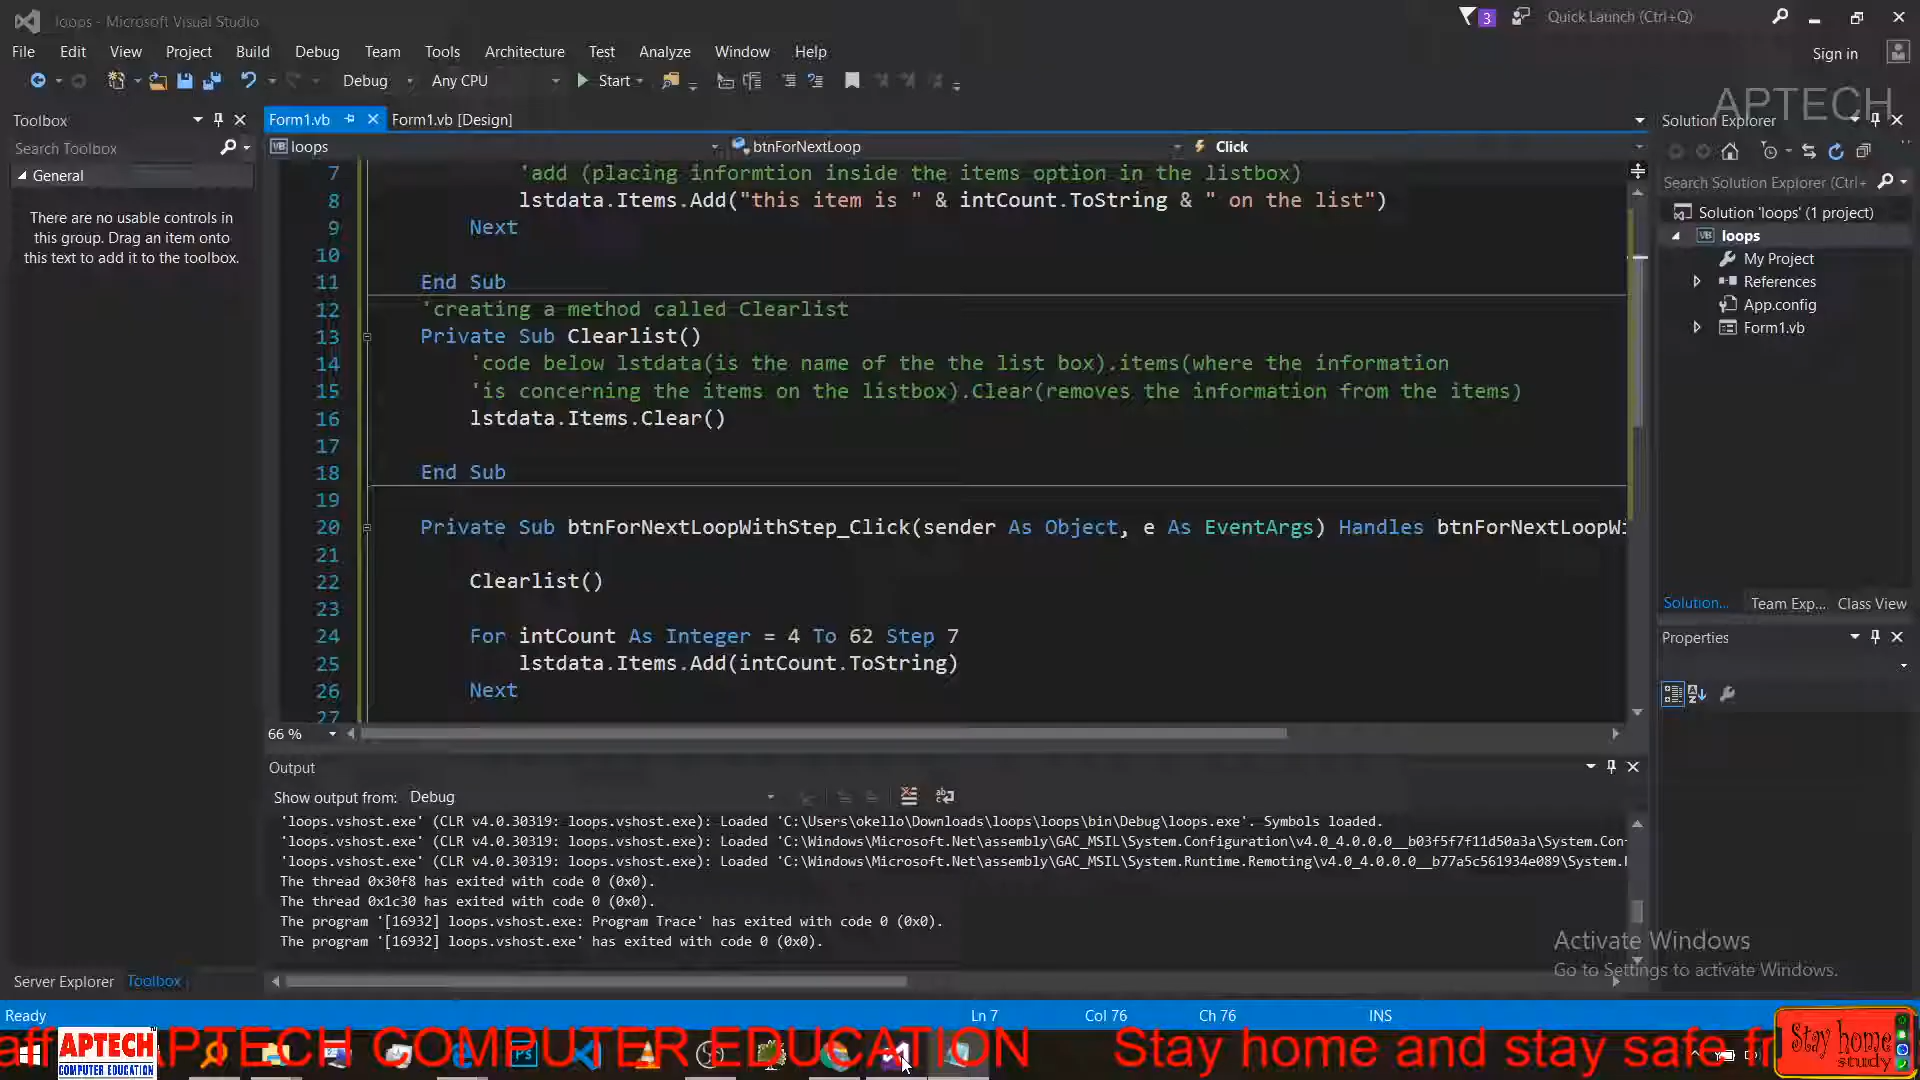 loops - Microsoft Visual Studio
3
Quick Launch (Ctrl+Q)
File Edit View Project Build Debug Team Tools Architecture Test Analyze Window Help
Sign in
Debug Any CPU Start
APTECH
Toolbox
Form1.vb Form1.vb [Design]
Solution Explorer
Search Toolbox
loops btnForNextLoop Click
General
There are no usable controls in
this group. Drag an item onto
this text to add it to the toolbox.
7 'add (placing informtion inside the items option in the listbox)
8 lstdata.Items.Add("this item is " & intCount.ToString & " on the list")
9 Next
10
11 End Sub
12 'creating a method called Clearlist
13 Private Sub Clearlist()
14 'code below lstdata(is the name of the the list box).items(where the information
15 'is concerning the items on the listbox).Clear(removes the information from the items)
16 lstdata.Items.Clear()
17
18 End Sub
19
20 Private Sub btnForNextLoopWithStep_Click(sender As Object, e As EventArgs) Handles btnForNextLoopWi
21
22 Clearlist()
23
24 For intCount As Integer = 4 To 62 Step 7
25 lstdata.Items.Add(intCount.ToString)
26 Next
27
66 %
Search Solution Explorer (Ctrl+
Solution 'loops' (1 project)
VB loops
My Project
References
App.config
Form1.vb
Solution... Team Exp... Class View
Properties
Output
Show output from: Debug
'loops.vshost.exe' (CLR v4.0.30319: loops.vshost.exe): Loaded 'C:\Users\okello\Downloads\loops\loops\bin\Debug\loops.exe'. Symbols loaded.
'loops.vshost.exe' (CLR v4.0.30319: loops.vshost.exe): Loaded 'C:\Windows\Microsoft.Net\assembly\GAC_MSIL\System.Configuration\v4.0_4.0.0.0__b03f5f7f11d50a3a\System.Con
'loops.vshost.exe' (CLR v4.0.30319: loops.vshost.exe): Loaded 'C:\Windows\Microsoft.Net\assembly\GAC_MSIL\System.Runtime.Remoting\v4.0_4.0.0.0__b77a5c561934e089\System.
The thread 0x30f8 has exited with code 0 (0x0).
The thread 0x1c30 has exited with code 0 (0x0).
The program '[16932] loops.vshost.exe: Program Trace' has exited with code 0 (0x0).
The program '[16932] loops.vshost.exe' has exited with code 0 (0x0).
Activate Windows
Go to Settings to activate Windows.
Server Explorer Toolbox
Ready Ln 7 Col 76 Ch 76 INS
aff APTECH COMPUTER EDUCATION Stay home and stay safe fr
APTECH
COMPUTER EDUCATION
Stay home
study